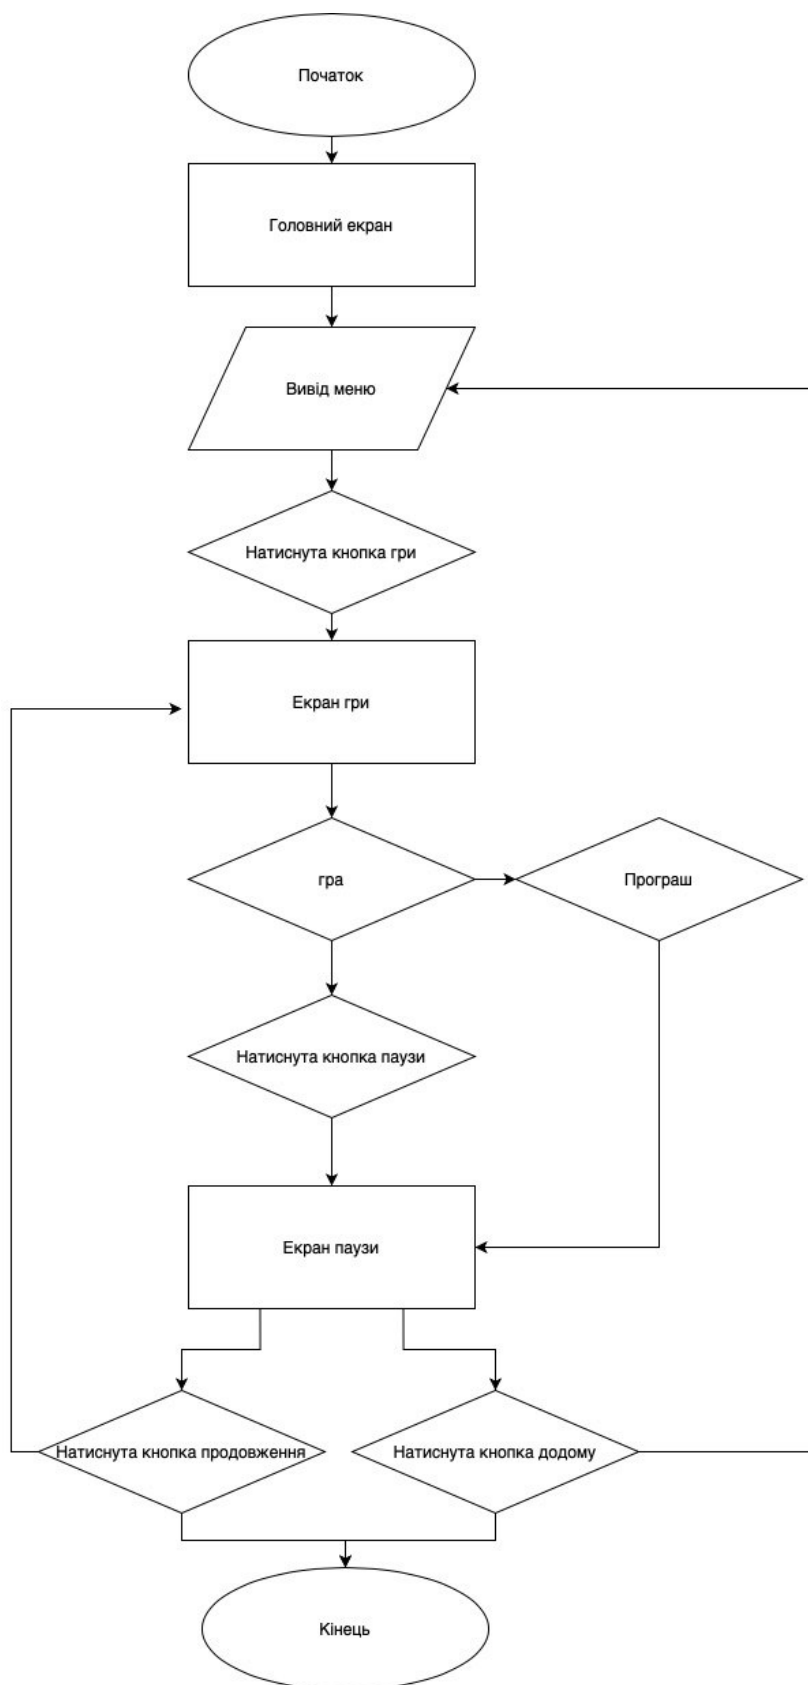 Початок
Головний екран
Вивід меню
Натиснута кнопка гри
Екран гри
гра
Програш
Натиснута кнопка паузи
Екран паузи
Натиснута кнопка продовження
Натиснута кнопка додому
Кінець